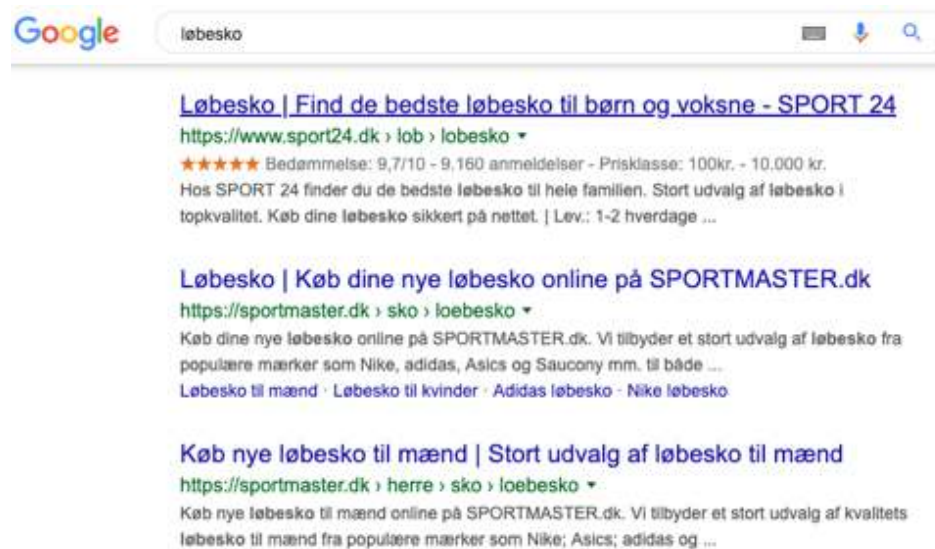 Google
løbesko
Løbesko | Find de bedste løbesko til børn og voksne - SPORT 24
https://www.sport24.dk › lob › lobesko
Bedømmelse: 9,7/10 - 9.160 anmeldelser - Prisklasse: 100kr. - 10.000 kr.
Hos SPORT 24 finder du de bedste løbesko til hele familien. Stort udvalg af løbesko i
topkvalitet. Køb dine løbesko sikkert på nettet. | Lev.: 1-2 hverdage ...
Løbesko | Køb dine nye løbesko online på SPORTMASTER.dk
https://sportmaster.dk › sko › loebesko
Køb dine nye løbesko online på SPORTMASTER.dk. Vi tilbyder et stort udvalg af løbesko fra
populære mærker som Nike, adidas, Asics og Saucony mm. til både ...
Løbesko til mænd · Løbesko til kvinder · Adidas løbesko · Nike løbesko
Køb nye løbesko til mænd | Stort udvalg af løbesko til mænd
https://sportmaster.dk › herre › sko › loebesko
Køb nye løbesko til mænd online på SPORTMASTER.dk. Vi tilbyder et stort udvalg af kvalitets
løbesko til mænd fra populære mærker som Nike; Asics; adidas og ...